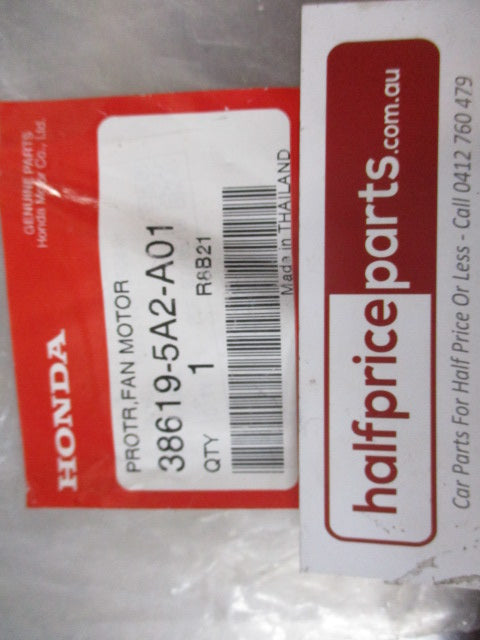 GENUINE PARTS
Honda Motor Co., Ltd.
HONDA
PROTR,FAN MOTOR
38619-5A2-A01
QTY 1 R8B21
Made in THAILAND
halfpriceparts.com.au
Car Parts For Half Price Or Less - Call 0412 760 479